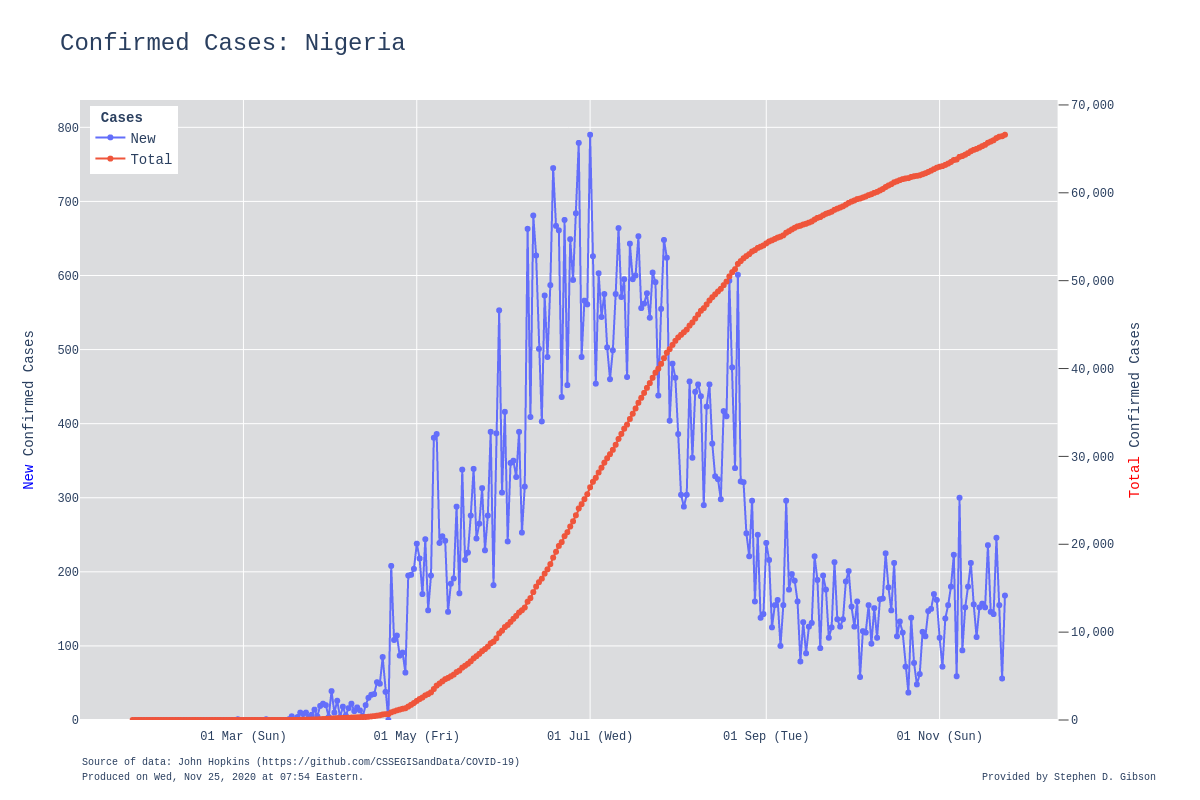 Confirmed Cases: Nigeria
Cases
New
Total
800
700
600
500
400
300
200
100
0
70,000
60,000
50,000
40,000
30,000
20,000
10,000
0
New Confirmed Cases
Total Confirmed Cases
01 Mar (Sun)
01 May (Fri)
01 Jul (Wed)
01 Sep (Tue)
01 Nov (Sun)
Source of data: John Hopkins (https://github.com/CSSEGISandData/COVID-19)
Produced on Wed, Nov 25, 2020 at 07:54 Eastern.
Provided by Stephen D. Gibson